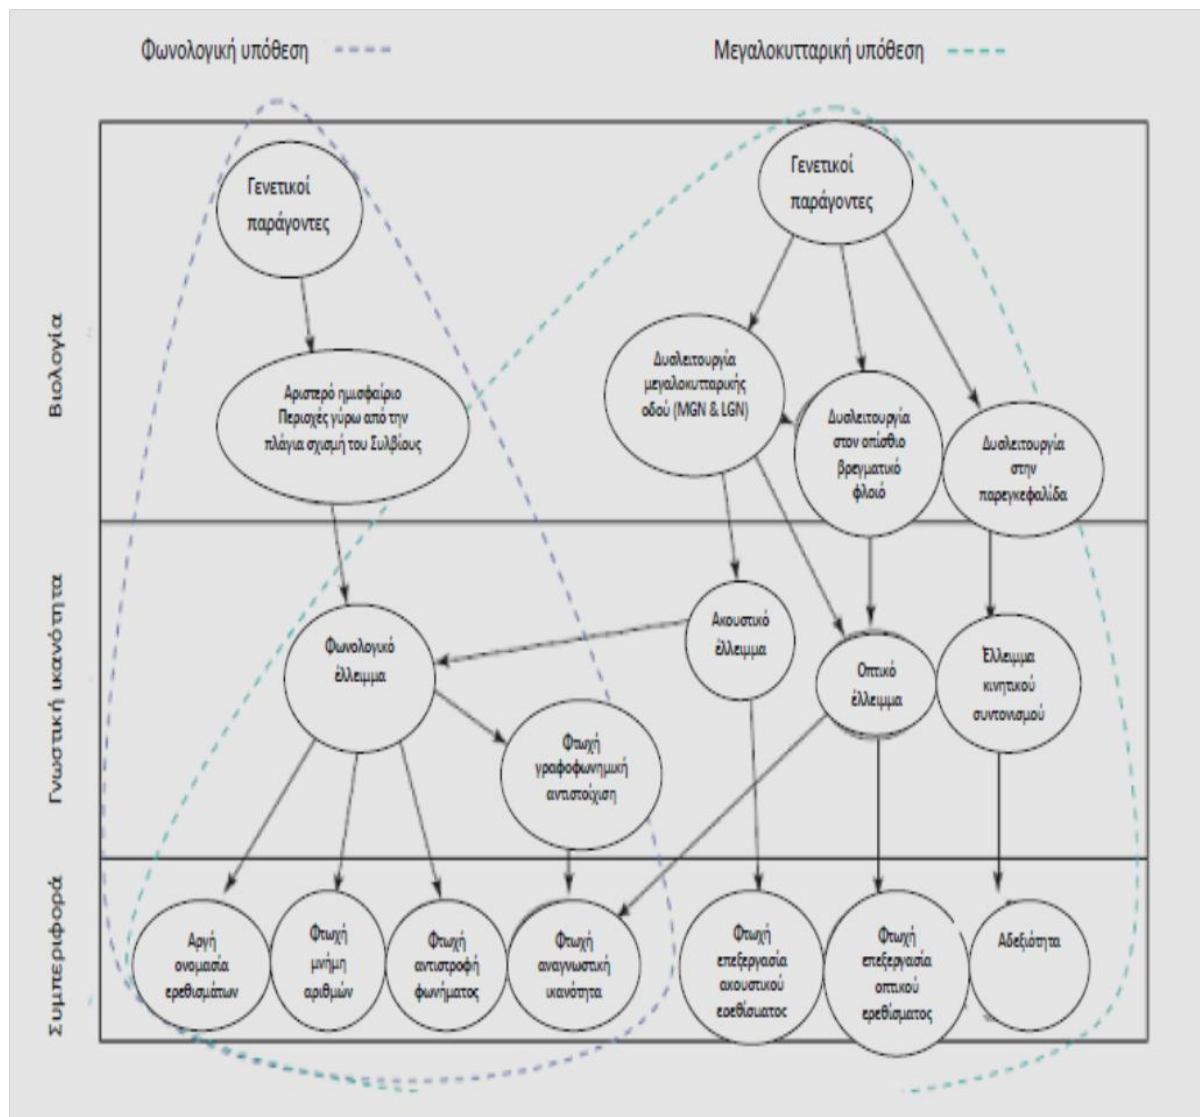 Φωνολογική υπόθεση
Μεγαλοκυτταρική υπόθεση
Βιολογία
Γενετικοί
παράγοντες
Γενετικοί
παράγοντες
Αριστερό ημισφαίριο
Περιοχές γύρω από την
πλάγια σχισμή του Συλβίους
Δυσλειτουργία
μεγαλοκυτταρικής
οδού (MGN & LGN)
Δυσλειτουργία
στον οπίσθιο
βρεγματικό
φλοιό
Δυσλειτουργία
στην
παρεγκεφαλίδα
Γνωστική ικανότητα
Φωνολογικό
έλλειμμα
Ακουστικό
έλλειμμα
Οπτικό
έλλειμμα
Έλλειμμα
κινητικού
συντονισμού
Φτωχή
γραφοφωνημική
αντιστοίχιση
Συμπεριφορά
Αργή
ονομασία
ερεθισμάτων
Φτωχή
μνήμη
αριθμών
Φτωχή
αντιστροφή
φωνήματος
Φτωχή
αναγνωστική
ικανότητα
Φτωχή
επεξεργασία
ακουστικού
ερεθίσματος
Φτωχή
επεξεργασία
οπτικού
ερεθίσματος
Αδεξιότητα